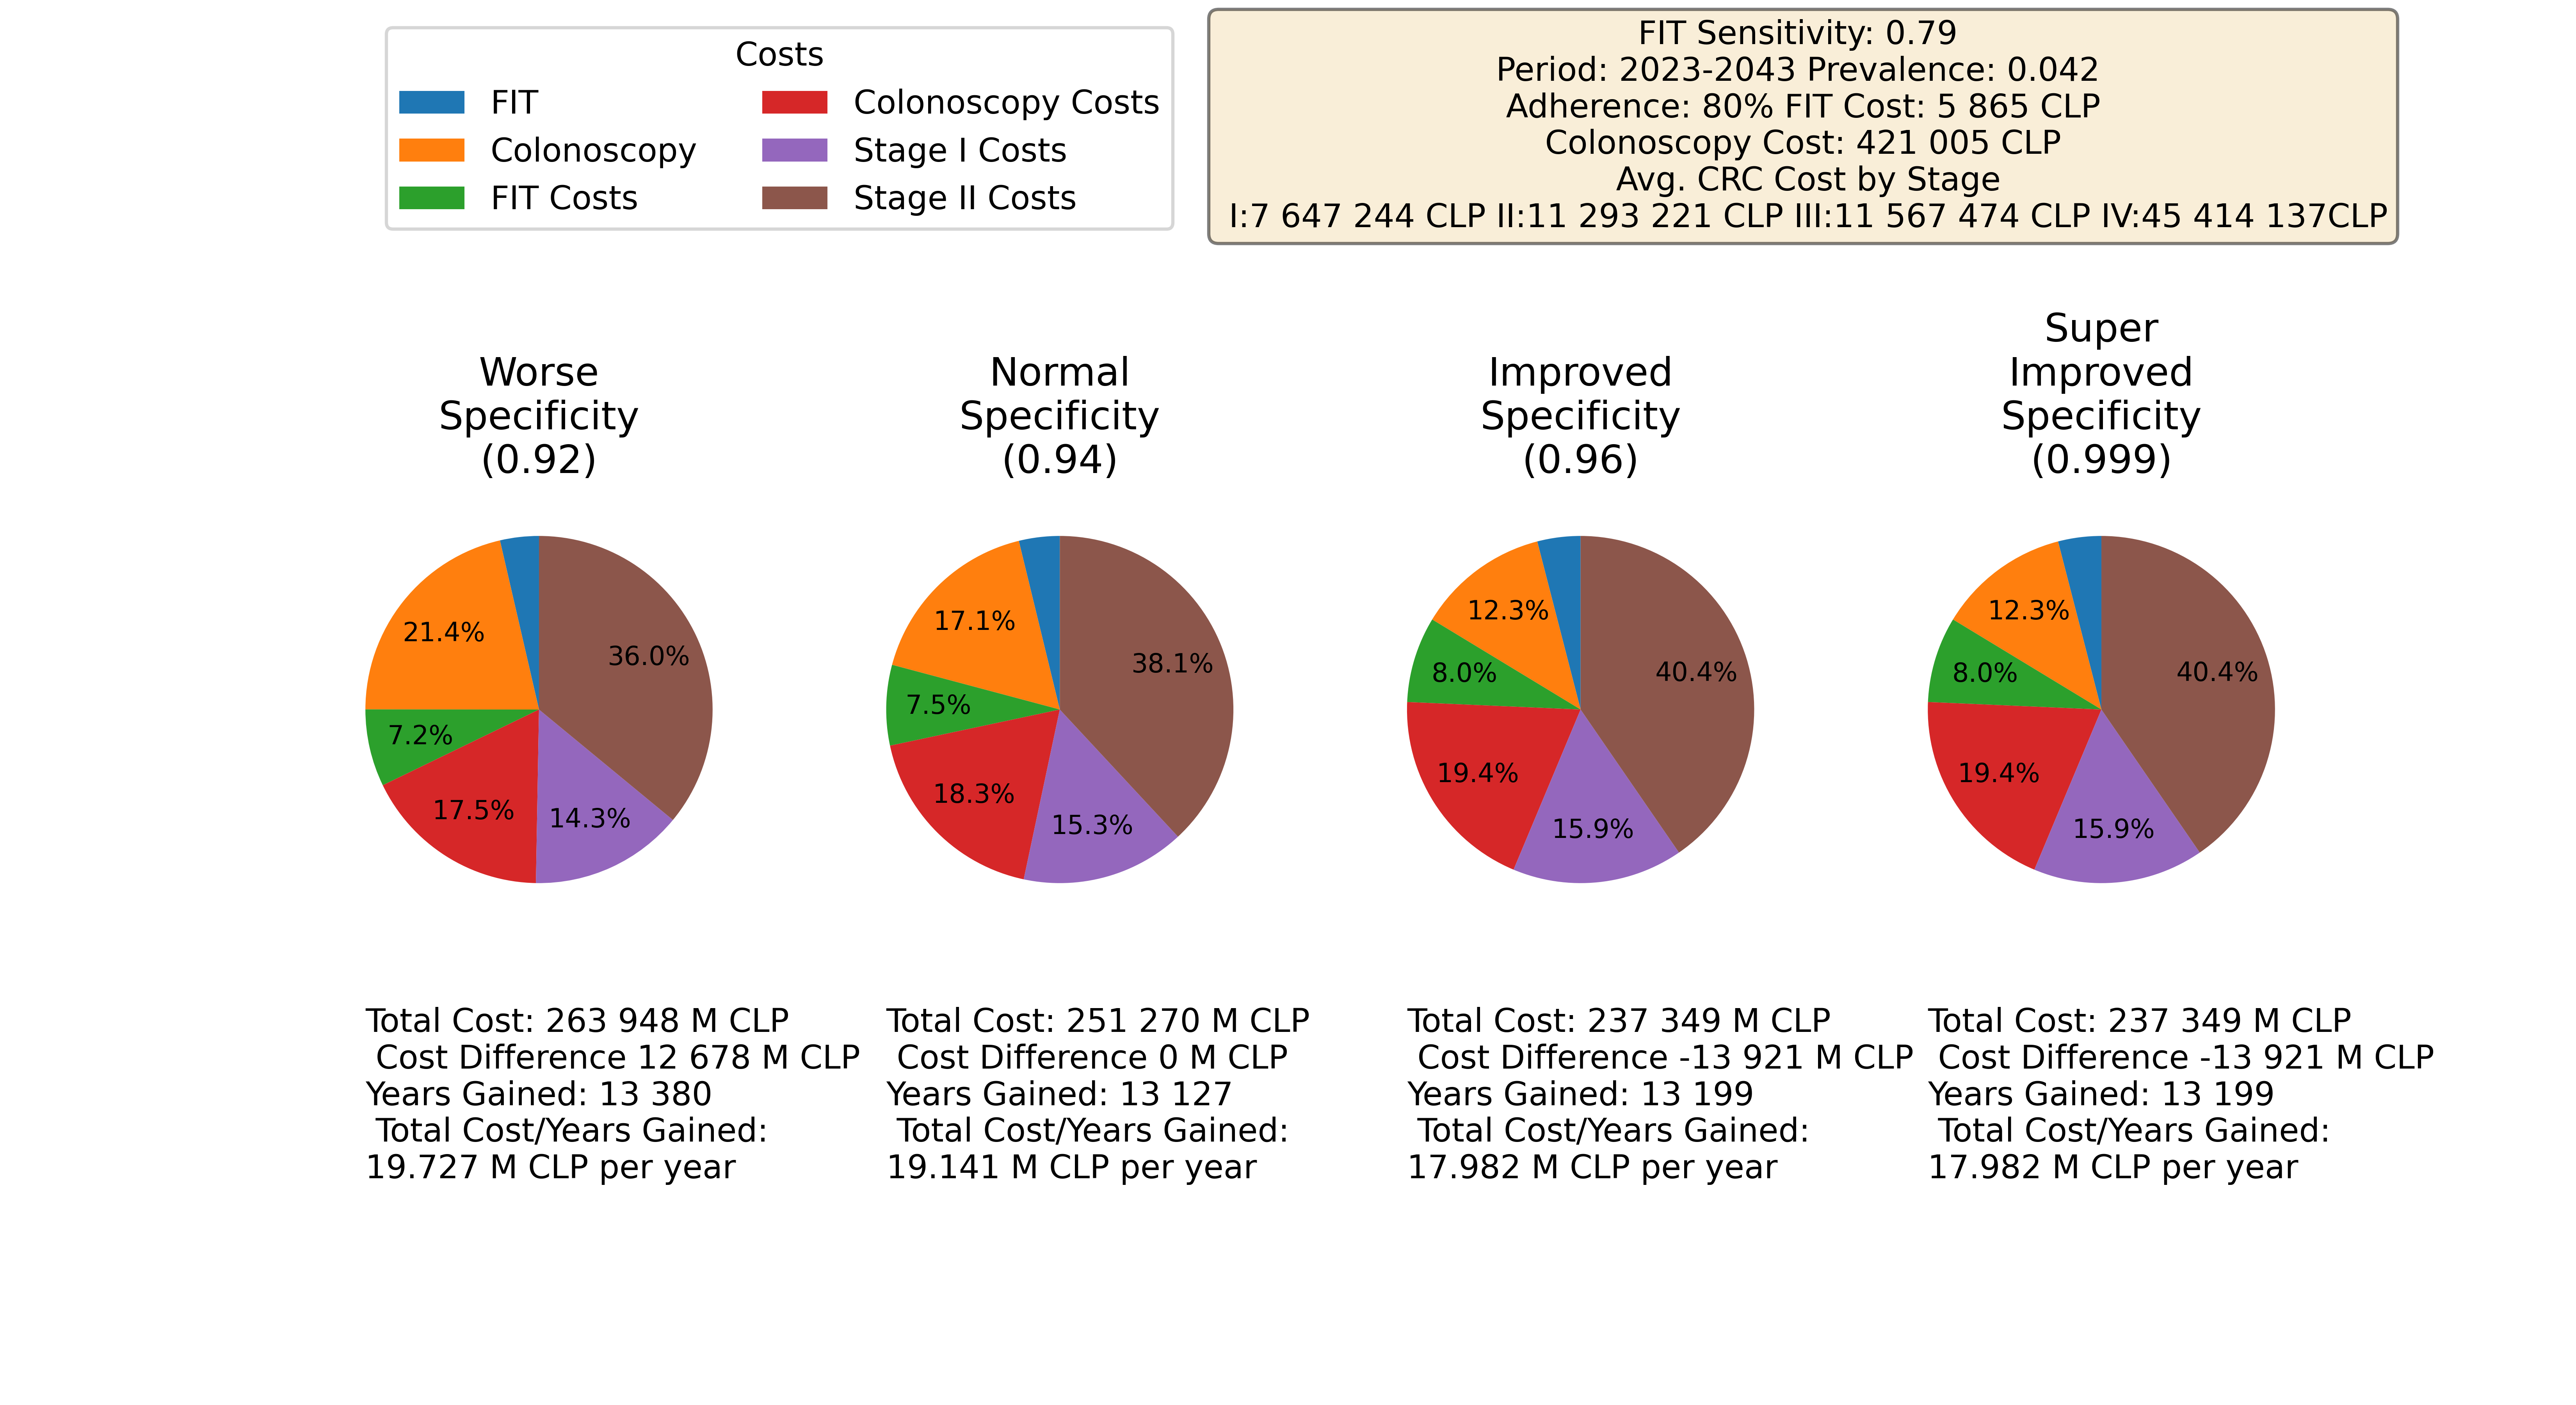 Costs
FIT
Colonoscopy
FIT Costs
Colonoscopy Costs
Stage I Costs
Stage II Costs
FIT Sensitivity: 0.79
Period: 2023-2043 Prevalence: 0.042
Adherence: 80% FIT Cost: 5 865 CLP
Colonoscopy Cost: 421 005 CLP
Avg. CRC Cost by Stage
I:7 647 244 CLP II:11 293 221 CLP III:11 567 474 CLP IV:45 414 137CLP
Worse
Specificity
(0.92)
21.4%
36.0%
7.2%
17.5%
14.3%
Total Cost: 263 948 M CLP
Cost Difference 12 678 M CLP
Years Gained: 13 380
Total Cost/Years Gained:
19.727 M CLP per year
Normal
Specificity
(0.94)
17.1%
38.1%
7.5%
18.3%
15.3%
Total Cost: 251 270 M CLP
Cost Difference 0 M CLP
Years Gained: 13 127
Total Cost/Years Gained:
19.141 M CLP per year
Improved
Specificity
(0.96)
12.3%
40.4%
8.0%
19.4%
15.9%
Total Cost: 237 349 M CLP
Cost Difference -13 921 M CLP
Years Gained: 13 199
Total Cost/Years Gained:
17.982 M CLP per year
Super
Improved
Specificity
(0.999)
12.3%
40.4%
8.0%
19.4%
15.9%
Total Cost: 237 349 M CLP
Cost Difference -13 921 M CLP
Years Gained: 13 199
Total Cost/Years Gained:
17.982 M CLP per year